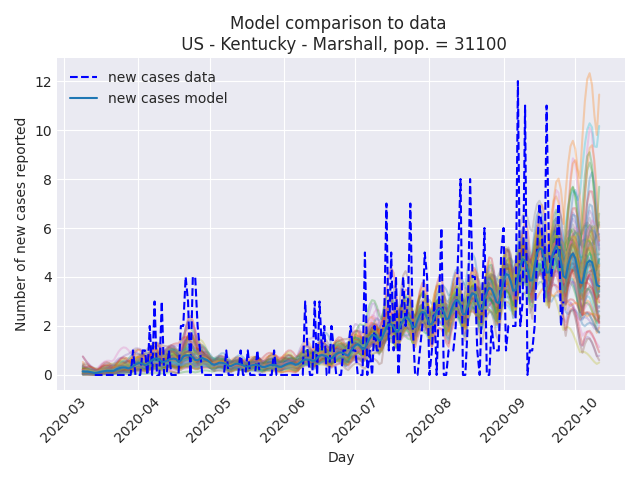 Model comparison to data
US - Kentucky - Marshall, pop. = 31100
new cases data
new cases model
Number of new cases reported
12
10
8
6
4
2
0
2020-03
2020-04
2020-05
2020-06
2020-07
2020-08
2020-09
2020-10
Day